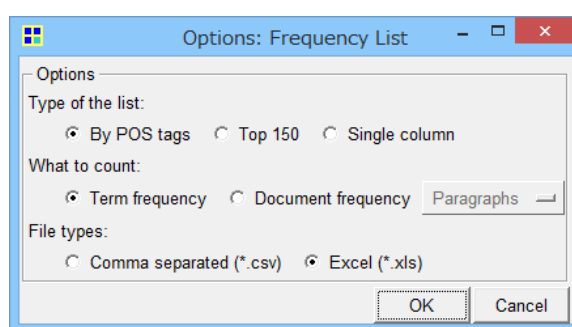 Options: Frequency List
Options
Type of the list:
By POS tags Top 150 Single column
What to count:
Term frequency Document frequency Paragraphs
File types:
Comma separated (*.csv) Excel (*.xls)
OK Cancel